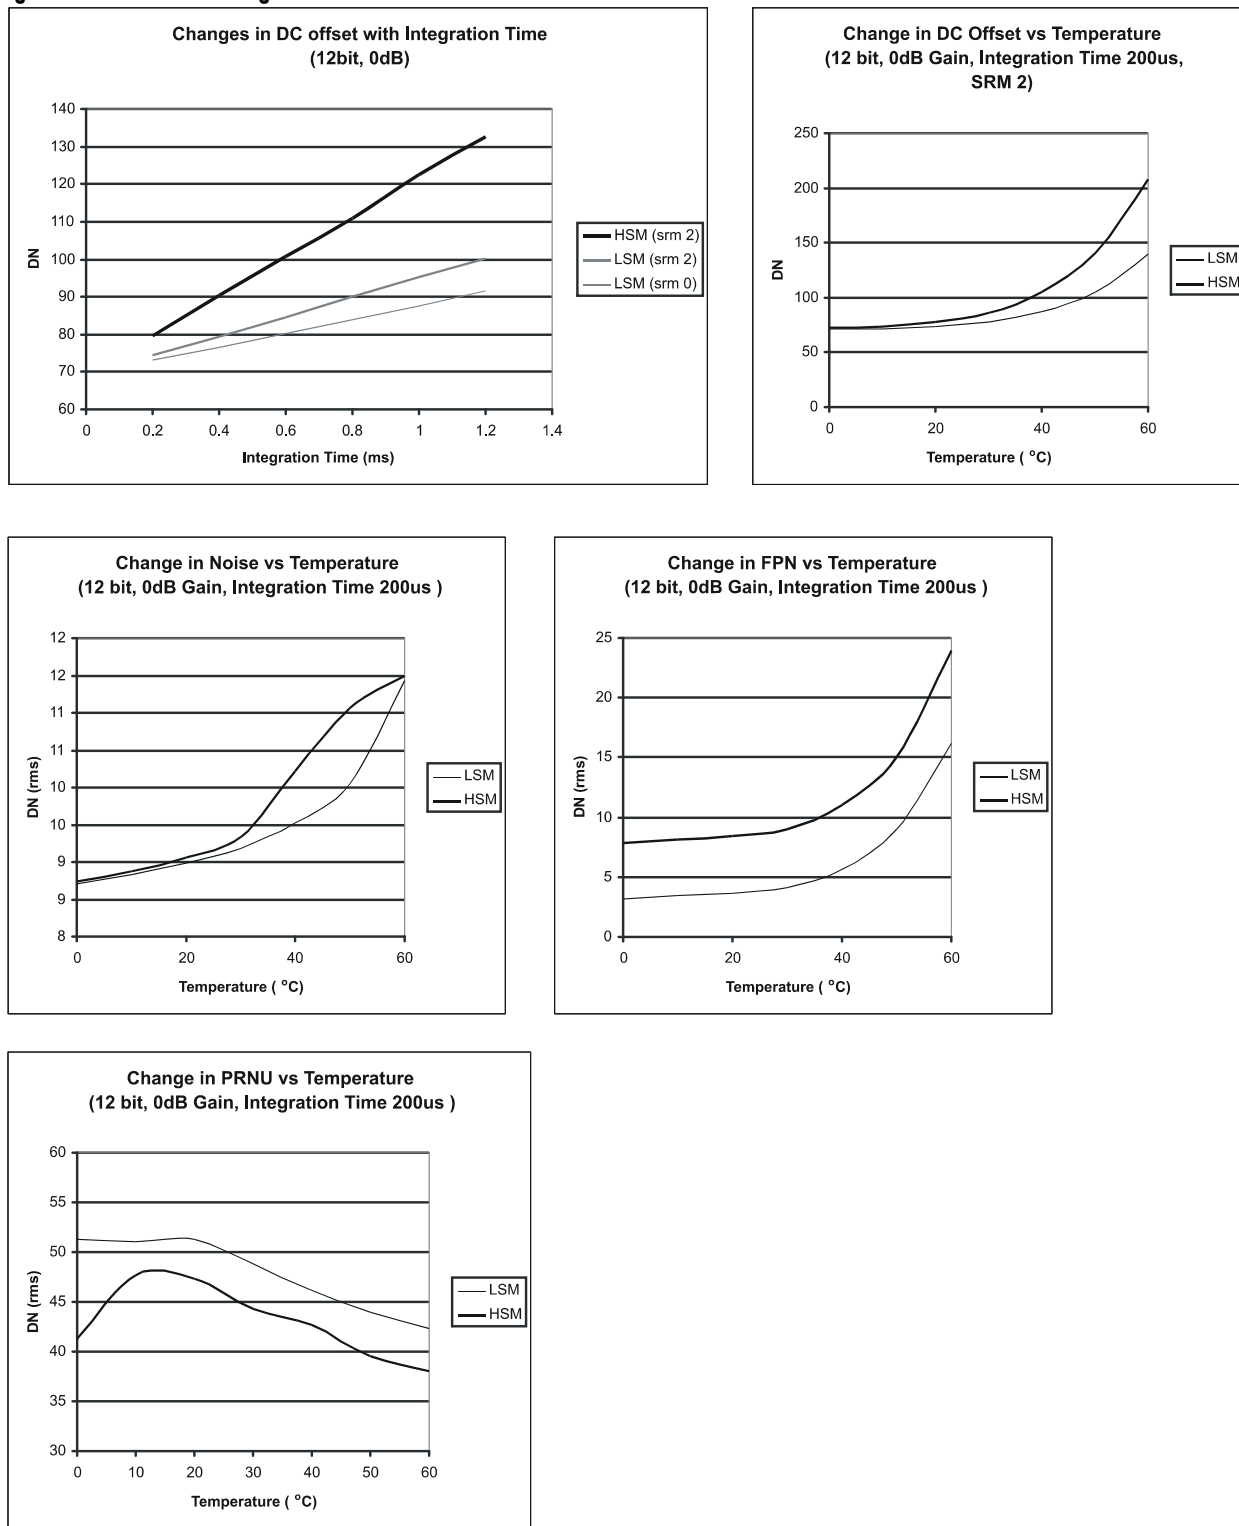 Changes in DC offset with Integration Time
(12bit, 0dB)
140
130
120
110
100
90
80
70
60
DN
0 0.2 0.4 0.6 0.8 1 1.2 1.4
Integration Time (ms)
HSM (srm 2)
LSM (srm 2)
LSM (srm 0)
Change in DC Offset vs Temperature
(12 bit, 0dB Gain, Integration Time 200us,
SRM 2)
250
200
150
100
50
0
DN
0 20 40 60
Temperature ( °C)
LSM
HSM
Change in Noise vs Temperature
(12 bit, 0dB Gain, Integration Time 200us )
12
12
11
11
10
10
9
9
8
DN (rms)
0 20 40 60
Temperature ( °C)
LSM
HSM
Change in FPN vs Temperature
(12 bit, 0dB Gain, Integration Time 200us )
25
20
15
10
5
0
DN (rms)
0 20 40 60
Temperature ( °C)
LSM
HSM
Change in PRNU vs Temperature
(12 bit, 0dB Gain, Integration Time 200us )
60
55
50
45
40
35
30
DN (rms)
0 10 20 30 40 50 60
Temperature ( °C)
LSM
HSM